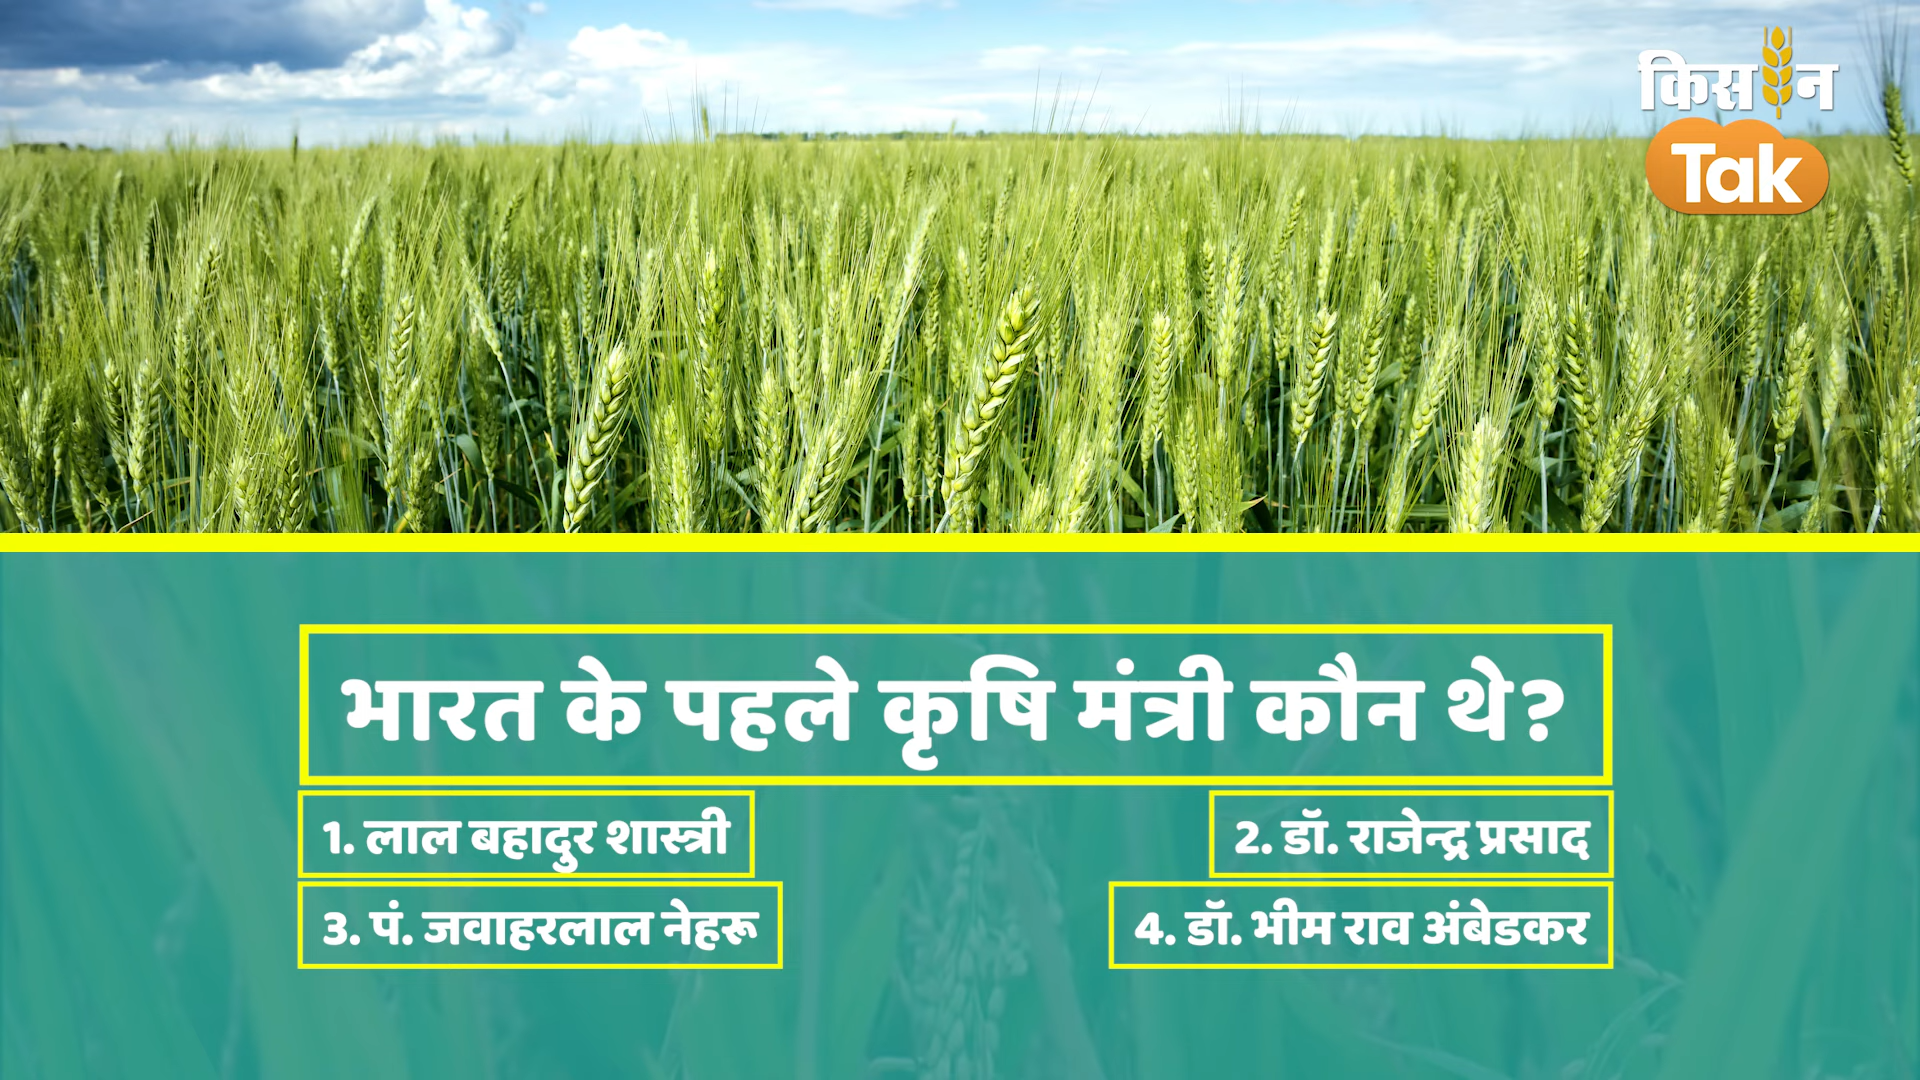 किसान
Tak
भारत के पहले कृषि मंत्री कौन थे?
1. लाल बहादुर शास्त्री
2. डॉ. राजेन्द्र प्रसाद
3. पं. जवाहरलाल नेहरू
4. डॉ. भीम राव अंबेडकर